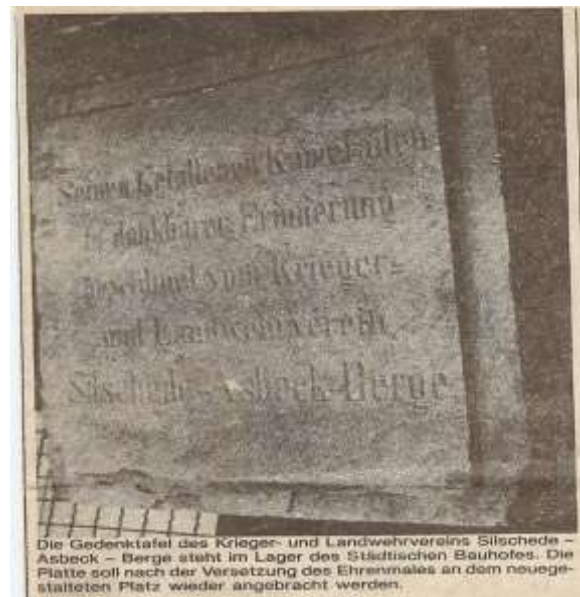 Seinen Gefallenen Kameraden
in dankbarer Erinnerung
gewidmet vom Krieger-
und Landwehrverein
Silschede-Asbeck-Berge
Die Gedenktafel des Krieger- und Landwehrvereins Silschede –
Asbeck – Berge steht im Lager des Städtischen Bauhofes. Die
Platte soll nach der Versetzung des Ehrenmales an dem neuege-
stalteten Platz wieder angebracht werden.